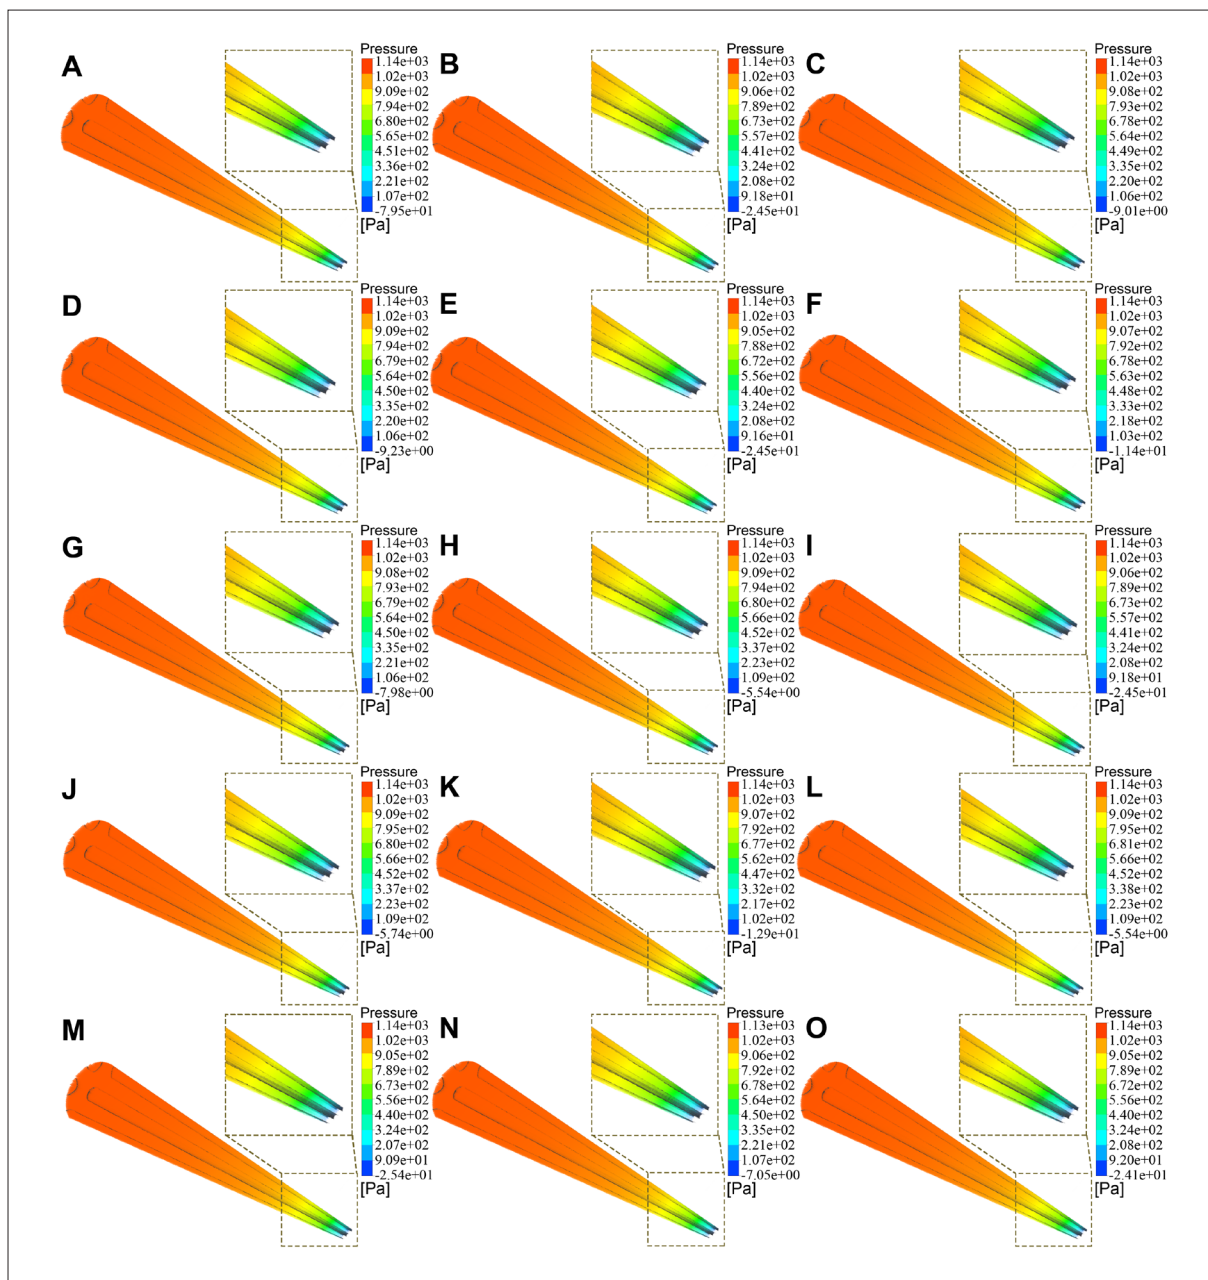 A
Pressure
1.14e+03
1.02e+03
9.09e+02
7.94e+02
6.80e+02
5.65e+02
4.51e+02
3.36e+02
2.21e+02
1.07e+02
-7.95e+01
[Pa]
B
Pressure
1.14e+03
1.02e+03
9.06e+02
7.89e+02
6.73e+02
5.57e+02
4.41e+02
3.24e+02
2.08e+02
9.18e+01
-2.45e+01
[Pa]
C
Pressure
1.14e+03
1.02e+03
9.08e+02
7.93e+02
6.78e+02
5.64e+02
4.49e+02
3.35e+02
2.20e+02
1.06e+02
-9.01e+00
[Pa]
D
Pressure
1.14e+03
1.02e+03
9.09e+02
7.94e+02
6.79e+02
5.64e+02
4.50e+02
3.35e+02
2.20e+02
1.06e+02
-9.23e+00
[Pa]
E
Pressure
1.14e+03
1.02e+03
9.05e+02
7.88e+02
6.72e+02
5.56e+02
4.40e+02
3.24e+02
2.08e+02
9.16e+01
-2.45e+01
[Pa]
F
Pressure
1.14e+03
1.02e+03
9.07e+02
7.92e+02
6.78e+02
5.63e+02
4.48e+02
3.33e+02
2.18e+02
1.03e+02
-1.14e+01
[Pa]
G
Pressure
1.14e+03
1.02e+03
9.08e+02
7.93e+02
6.79e+02
5.64e+02
4.50e+02
3.35e+02
2.21e+02
1.06e+02
-7.98e+00
[Pa]
H
Pressure
1.14e+03
1.02e+03
9.09e+02
7.94e+02
6.80e+02
5.66e+02
4.52e+02
3.37e+02
2.23e+02
1.09e+02
-5.54e+00
[Pa]
I
Pressure
1.14e+03
1.02e+03
9.06e+02
7.89e+02
6.73e+02
5.57e+02
4.41e+02
3.24e+02
2.08e+02
9.18e+01
-2.45e+01
[Pa]
J
Pressure
1.14e+03
1.02e+03
9.09e+02
7.95e+02
6.80e+02
5.66e+02
4.52e+02
3.37e+02
2.23e+02
1.09e+02
-5.74e+00
[Pa]
K
Pressure
1.14e+03
1.02e+03
9.07e+02
7.92e+02
6.77e+02
5.62e+02
4.47e+02
3.32e+02
2.17e+02
1.02e+02
-1.29e+01
[Pa]
L
Pressure
1.14e+03
1.02e+03
9.09e+02
7.95e+02
6.81e+02
5.66e+02
4.52e+02
3.38e+02
2.23e+02
1.09e+02
-5.54e+00
[Pa]
M
Pressure
1.14e+03
1.02e+03
9.05e+02
7.89e+02
6.73e+02
5.56e+02
4.40e+02
3.24e+02
2.07e+02
9.09e+01
-2.54e+01
[Pa]
N
Pressure
1.13e+03
1.02e+03
9.06e+02
7.92e+02
6.78e+02
5.64e+02
4.50e+02
3.35e+02
2.21e+02
1.07e+02
-7.05e+00
[Pa]
O
Pressure
1.14e+03
1.02e+03
9.05e+02
7.89e+02
6.72e+02
5.56e+02
4.40e+02
3.24e+02
2.08e+02
9.20e+01
-2.41e+01
[Pa]